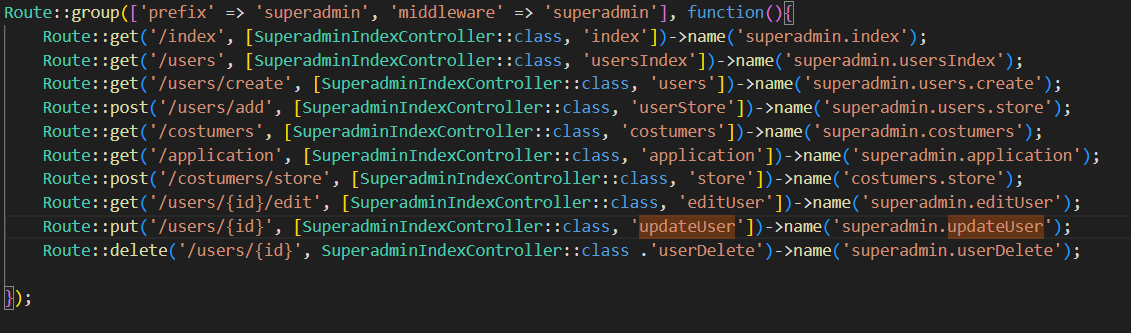 Route::group(['prefix' => 'superadmin', 'middleware' => 'superadmin'], function(){
Route::get('/index', [SuperadminIndexController::class, 'index'])->name('superadmin.index');
Route::get('/users', [SuperadminIndexController::class, 'usersIndex'])->name('superadmin.usersIndex');
Route::get('/users/create', [SuperadminIndexController::class, 'users'])->name('superadmin.users.create');
Route::post('/users/add', [SuperadminIndexController::class, 'userStore'])->name('superadmin.users.store');
Route::get('/costumers', [SuperadminIndexController::class, 'costumers'])->name('superadmin.costumers');
Route::get('/application', [SuperadminIndexController::class, 'application'])->name('superadmin.application');
Route::post('/costumers/store', [SuperadminIndexController::class, 'store'])->name('costumers.store');
Route::get('/users/{id}/edit', [SuperadminIndexController::class, 'editUser'])->name('superadmin.editUser');
Route::put('/users/{id}', [SuperadminIndexController::class, 'updateUser'])->name('superadmin.updateUser');
Route::delete('/users/{id}', SuperadminIndexController::class .'userDelete')->name('superadmin.userDelete');
});